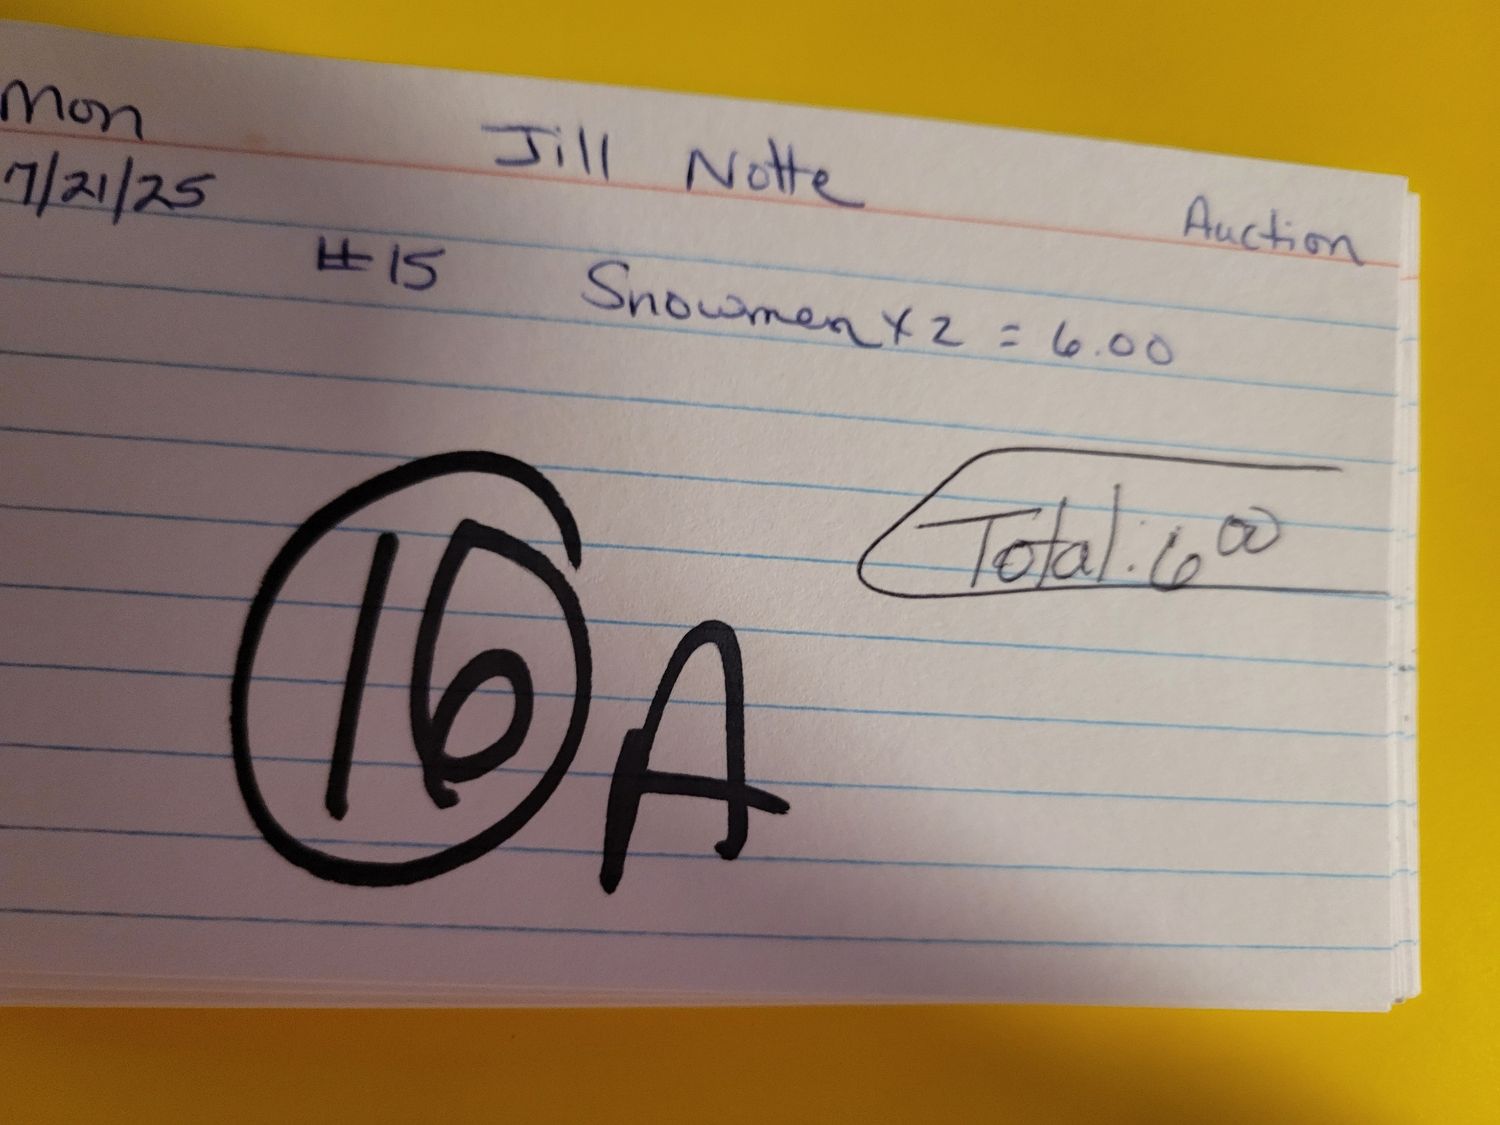 Mon
7/21/25
Jill Notte
Auction
#15 Snowmen x 2 = 6.00
Total: 6 00
16 A